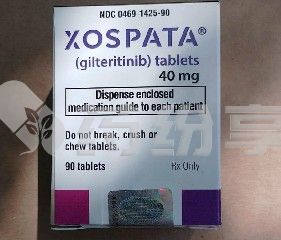 NDC 0469-1425-90
XOSPATA®
(gilteritinib) tablets
40 mg
Dispense enclosed
medication guide to each patient
Do not break, crush or
chew tablets.
90 tablets
Rx Only